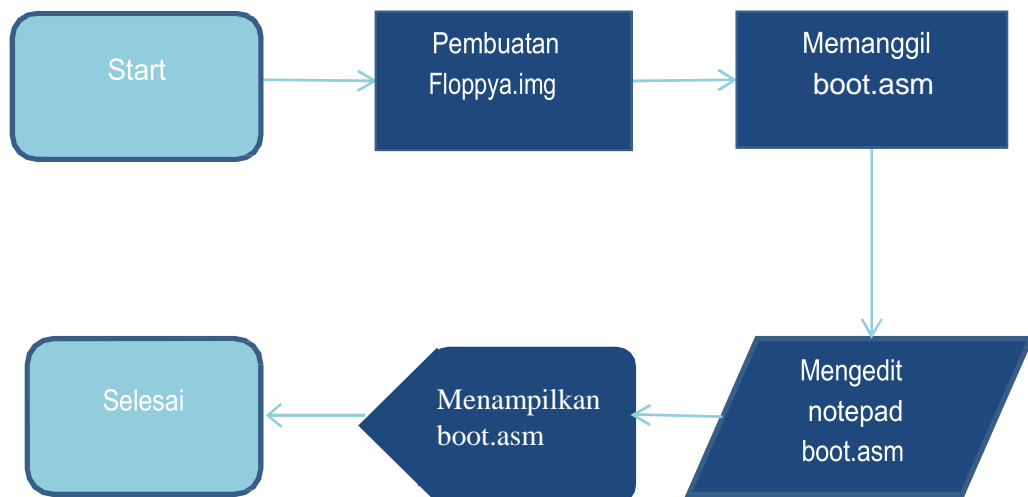 Start
Pembuatan
Floppya.img
Memanggil
boot.asm
Mengedit
notepad
boot.asm
Menampilkan
boot.asm
Selesai